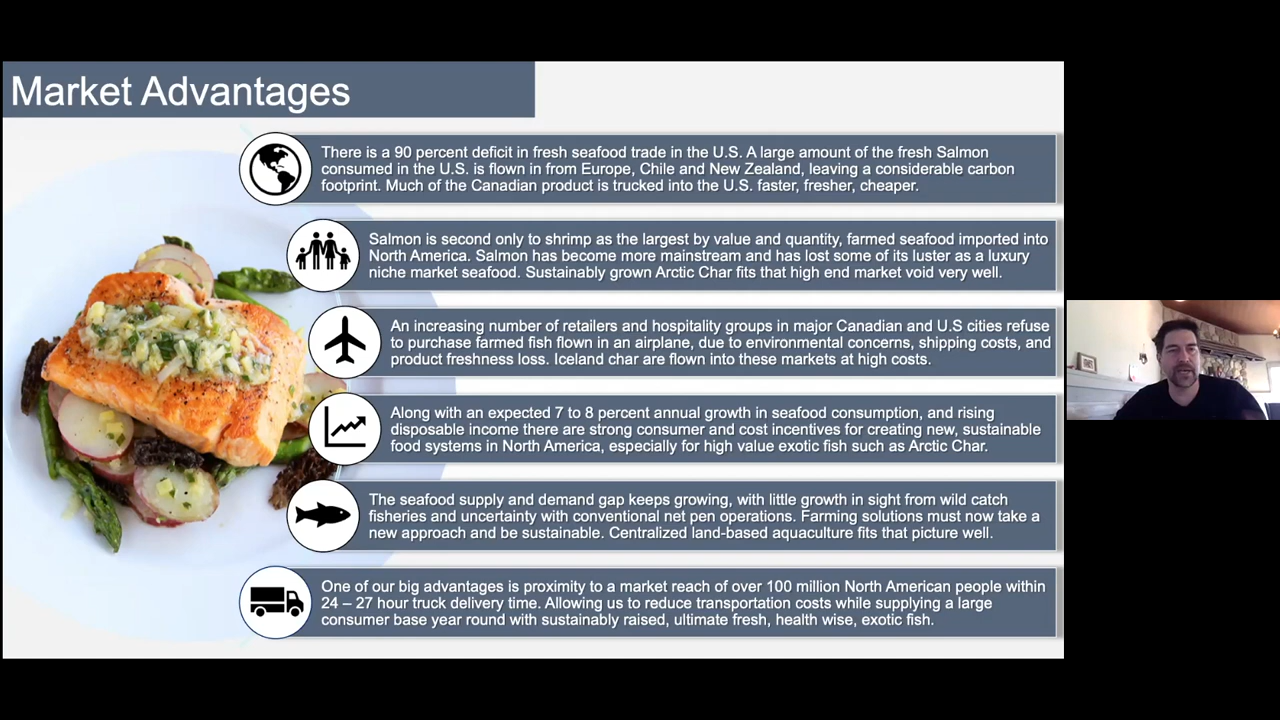 Market Advantages
There is a 90 percent deficit in fresh seafood trade in the U.S. A large amount of the fresh Salmon
consumed in the U.S. is flown in from Europe, Chile and New Zealand, leaving a considerable carbon
footprint. Much of the Canadian product is trucked into the U.S. faster, fresher, cheaper.
Salmon is second only to shrimp as the largest by value and quantity, farmed seafood imported into
North America. Salmon has become more mainstream and has lost some of its luster as a luxury
niche market seafood. Sustainably grown Arctic Char fits that high end market void very well.
An increasing number of retailers and hospitality groups in major Canadian and U.S cities refuse
to purchase farmed fish flown in an airplane, due to environmental concerns, shipping costs, and
product freshness loss. Iceland char are flown into these markets at high costs.
Along with an expected 7 to 8 percent annual growth in seafood consumption, and rising
disposable income there are strong consumer and cost incentives for creating new, sustainable
food systems in North America, especially for high value exotic fish such as Arctic Char.
The seafood supply and demand gap keeps growing, with little growth in sight from wild catch
fisheries and uncertainty with conventional net pen operations. Farming solutions must now take a
new approach and be sustainable. Centralized land-based aquaculture fits that picture well.
One of our big advantages is proximity to a market reach of over 100 million North American people within
24 – 27 hour truck delivery time. Allowing us to reduce transportation costs while supplying a large
consumer base year round with sustainably raised, ultimate fresh, health wise, exotic fish.